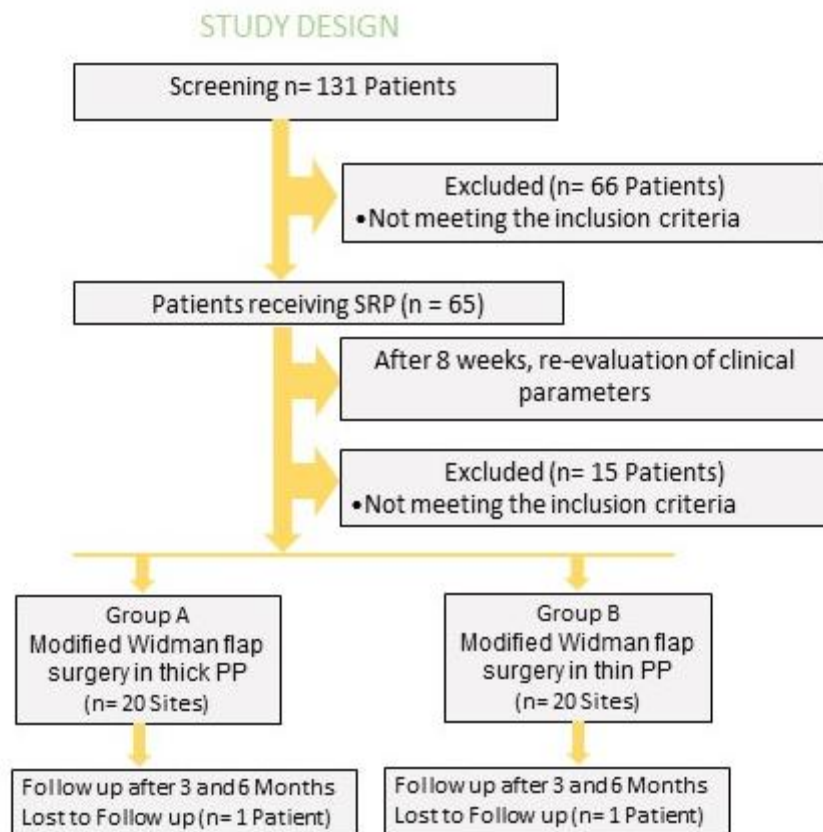 STUDY DESIGN
Screening n= 131 Patients
Excluded (n= 66 Patients)
•Not meeting the inclusion criteria
Patients receiving SRP (n = 65)
After 8 weeks, re-evaluation of clinical
parameters
Excluded (n= 15 Patients)
•Not meeting the inclusion criteria
Group A
Modified Widman flap
surgery in thick PP
(n= 20 Sites)
Group B
Modified Widman flap
surgery in thin PP
(n= 20 Sites)
Follow up after 3 and 6 Months
Lost to Follow up (n= 1 Patient)
Follow up after 3 and 6 Months
Lost to Follow up (n= 1 Patient)